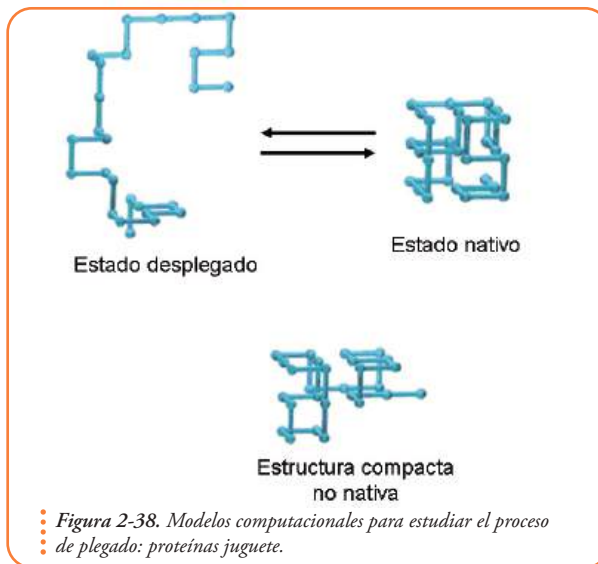 Estado desplegado
Estado nativo
Estructura compacta
no nativa
Figura 2-38. Modelos computacionales para estudiar el proceso
de plegado: proteínas juguete.